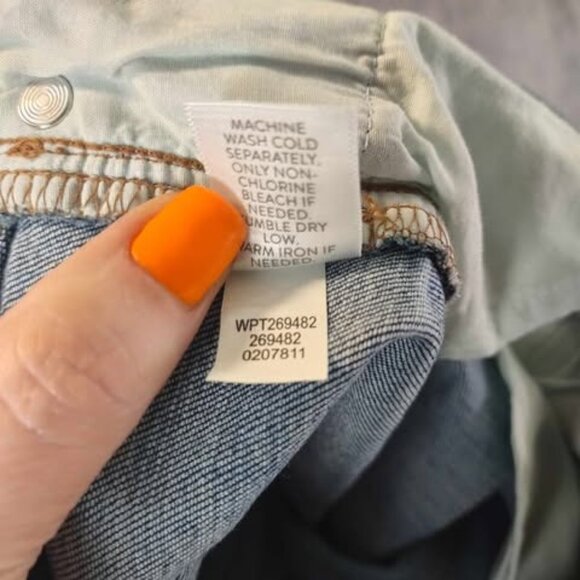 MACHINE
WASH COLD
SEPARATELY.
ONLY NON-
CHLORINE
BLEACH IF
NEEDED.
TUMBLE DRY
LOW.
WARM IRON IF
NEEDED.
WPT269482
269482
0207811